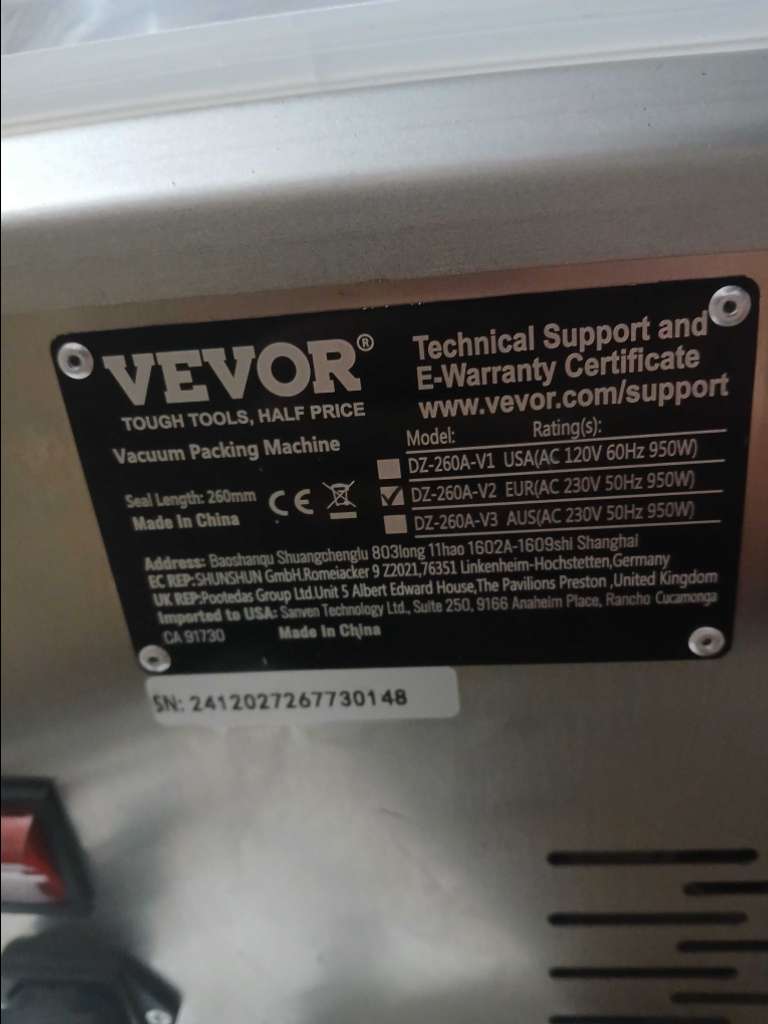 VEVOR®
TOUGH TOOLS, HALF PRICE
Vacuum Packing Machine
Seal Length: 260mm
Made In China
CE
Technical Support and
E-Warranty Certificate
www.vevor.com/support
Model: Rating(s):
DZ-260A-V1 USA(AC 120V 60Hz 950W)
DZ-260A-V2 EUR(AC 230V 50Hz 950W)
DZ-260A-V3 AUS(AC 230V 50Hz 950W)
Address: Baoshanqu Shuangchenglu 803long 11hao 1602A-1609shi Shanghai
EC REP:SHUNSHUN GmbH.Romeiacker 9 Z2021,76351 Linkenheim-Hochstetten,Germany
UK REP:Pootedas Group Ltd.Unit 5 Albert Edward House,The Pavilions Preston ,United Kingdom
Imported to USA: Sanven Technology Ltd., Suite 250, 9166 Anaheim Place, Rancho Cucamonga
CA 91730 Made In China
SN: 2412027267730148